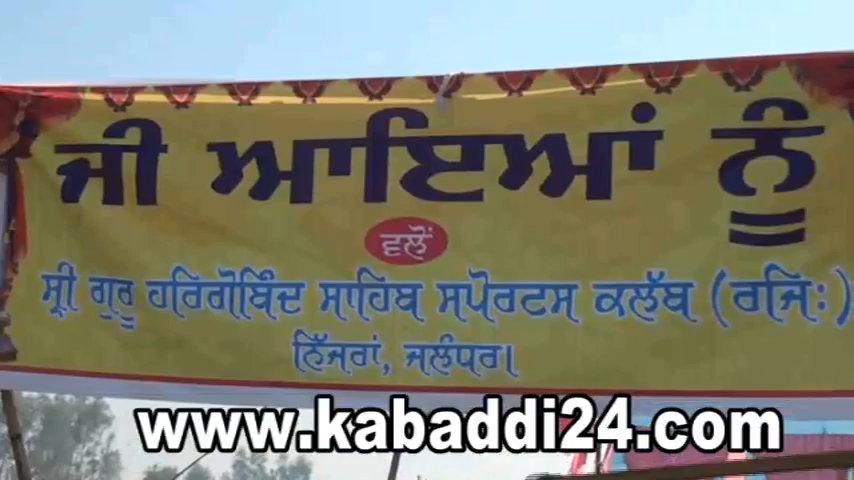 ਜੀ ਆਇਆਂ ਨੂੰ
ਵਲੋਂ
ਸ੍ਰੀ ਗੁਰੂ ਹਰਿਗੋਬਿੰਦ ਸਾਹਿਬ ਸਪੋਰਟਸ ਕਲੱਬ (ਰਜਿ:)
ਨਿੱਜਰਾਂ, ਜਲੰਧਰ।
www.kabaddi24.com